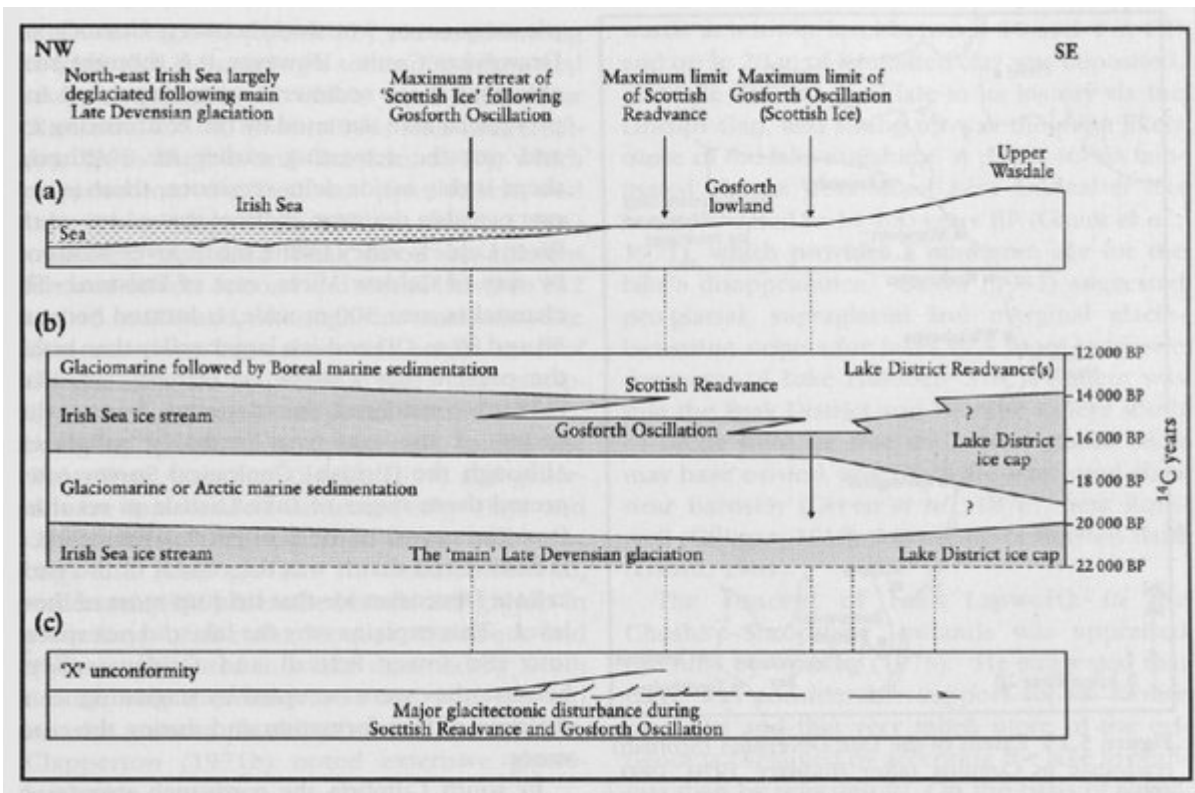 NW
SE
North-east Irish Sea largely
deglaciated following main
Late Devensian glaciation
Maximum retreat of
'Scottish Ice' following
Gosforth Oscillation
Maximum limit
of Scottish
Readvance
Maximum limit of
Gosforth Oscillation
(Scottish Ice)
Upper
Wasdale
(a)
Irish Sea
Gosforth
lowland
Sea
(b)
12 000 BP
Glaciomarine followed by Boreal marine sedimentation
Lake District Readvance(s)
Scottish Readvance
14 000 BP
Irish Sea ice stream
?
Gosforth Oscillation
16 000 BP
Lake District
ice cap
14C years
18 000 BP
Glaciomarine or Arctic marine sedimentation
?
20 000 BP
Irish Sea ice stream
The 'main' Late Devensian glaciation
Lake District ice cap
22 000 BP
(c)
'X' unconformity
Major glacitectonic disturbance during
Socttish Readvance and Gosforth Oscillation